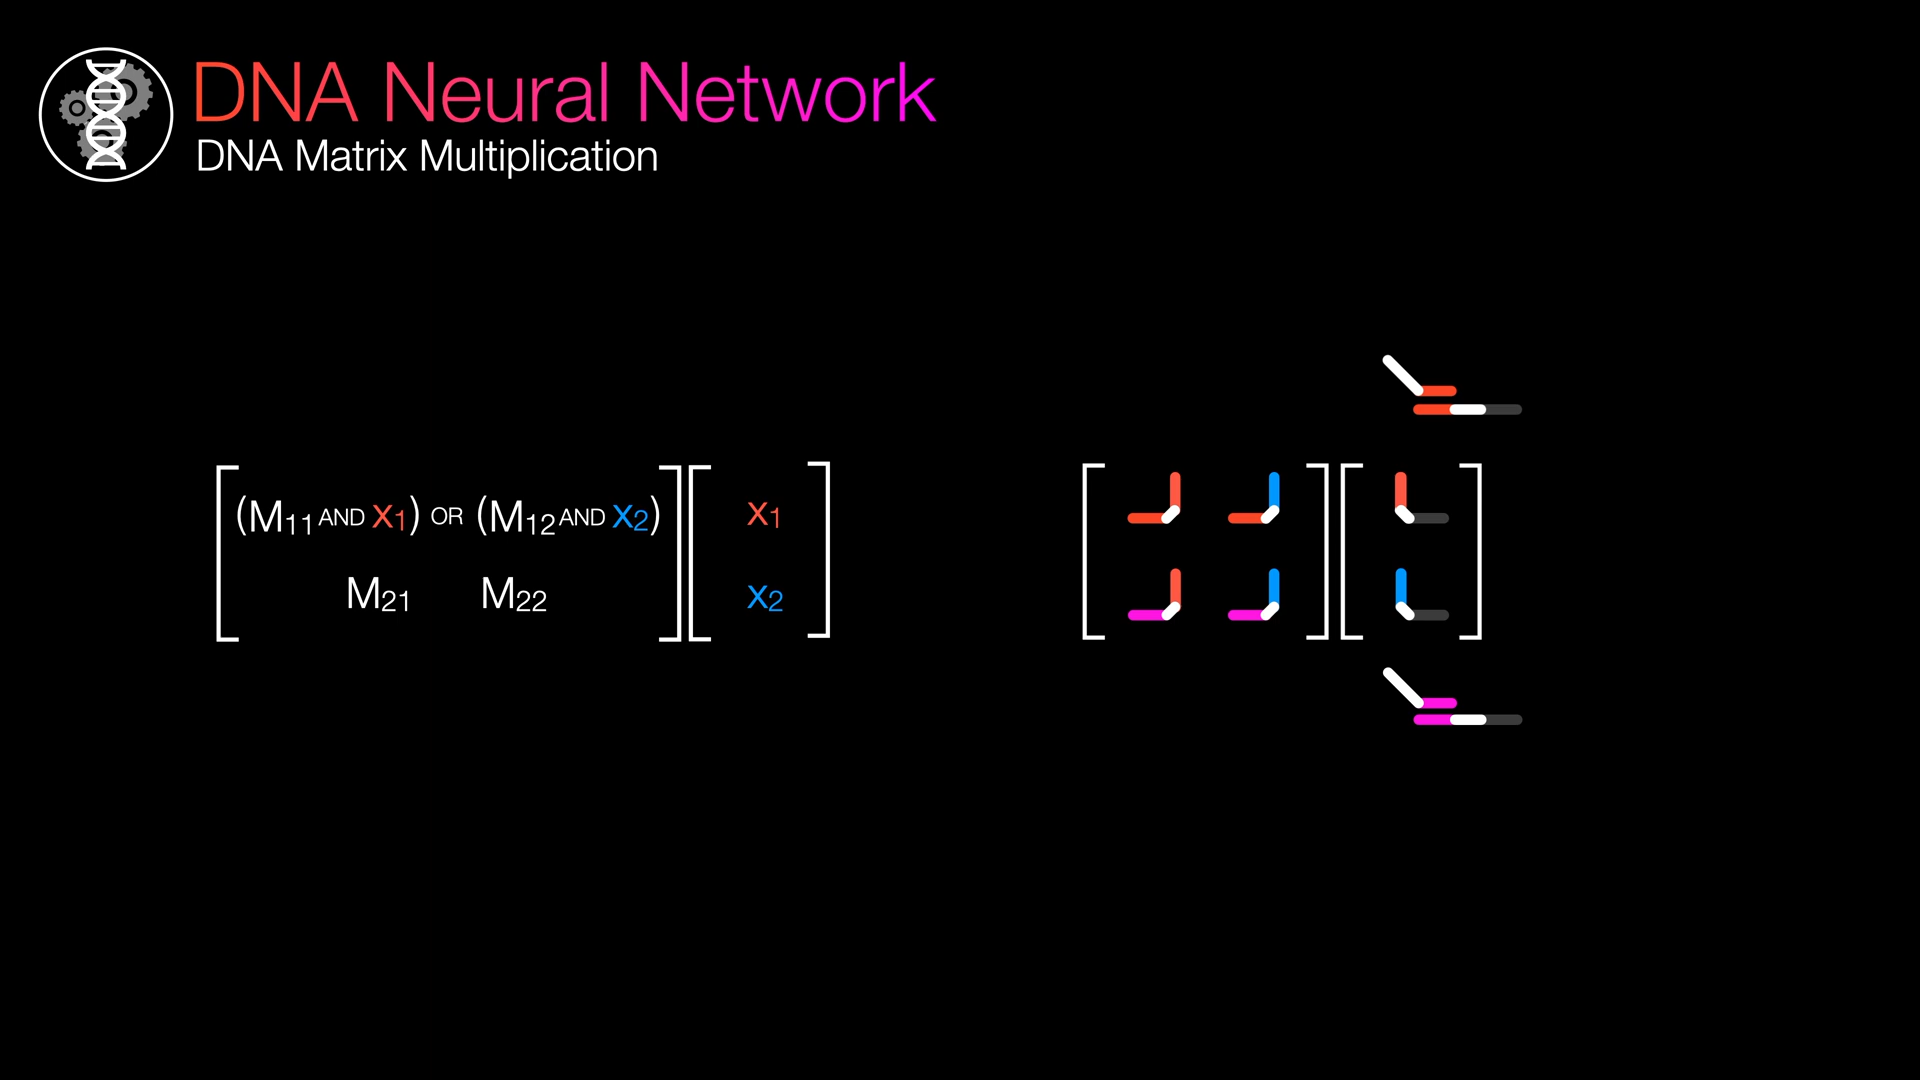 DNA Neural Network
DNA Matrix Multiplication
(M11 AND x1) OR (M12 AND x2) x1
M21 M22 x2